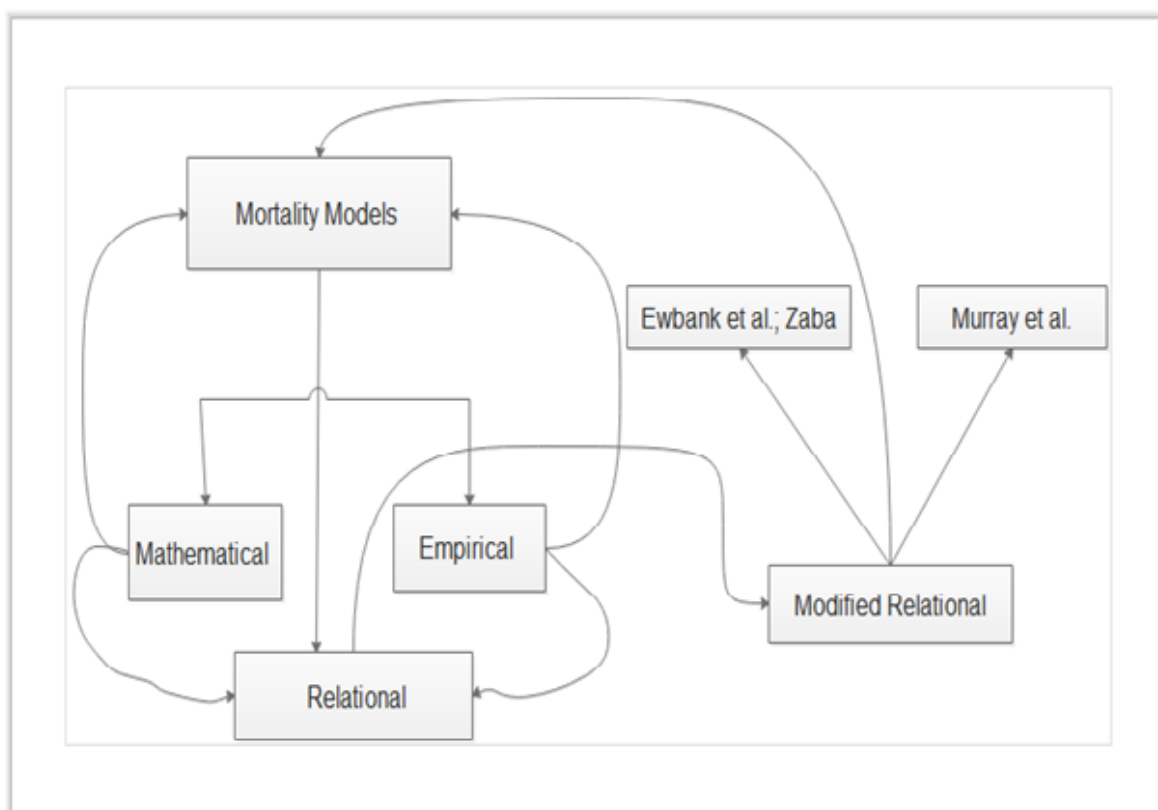 Mortality Models
Ewbank et al.; Zaba
Murray et al.
Mathematical
Empirical
Modified Relational
Relational